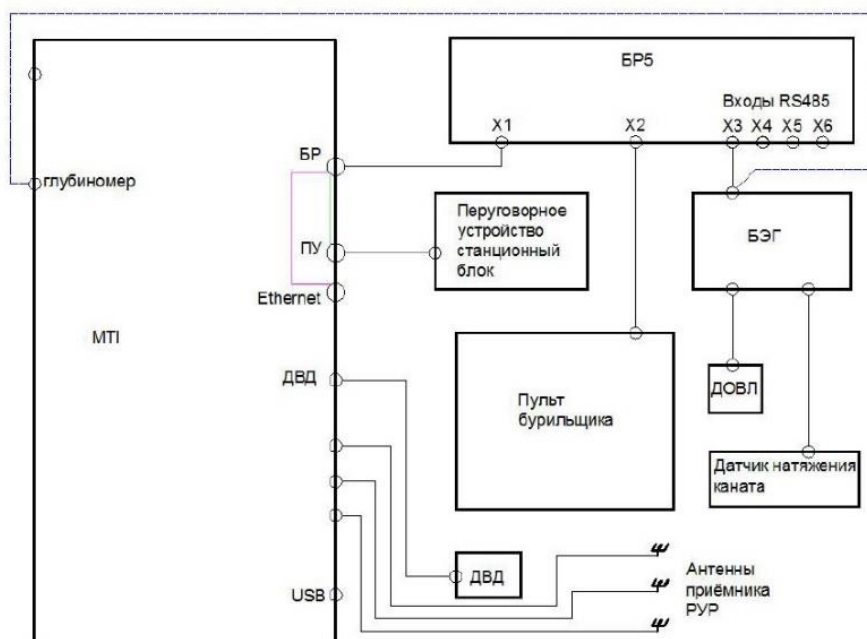 БР5
Входы RS485
X1
X2
X3
X4
X5
X6
БР
глубиномер
Перуговорное
устройство
станционный
блок
ПУ
БЭГ
Ethernet
MTI
ДВД
Пульт
бурильщика
ДОВЛ
Датчик натяжения
каната
ДВД
Антенны
приёмника
РУР
USB